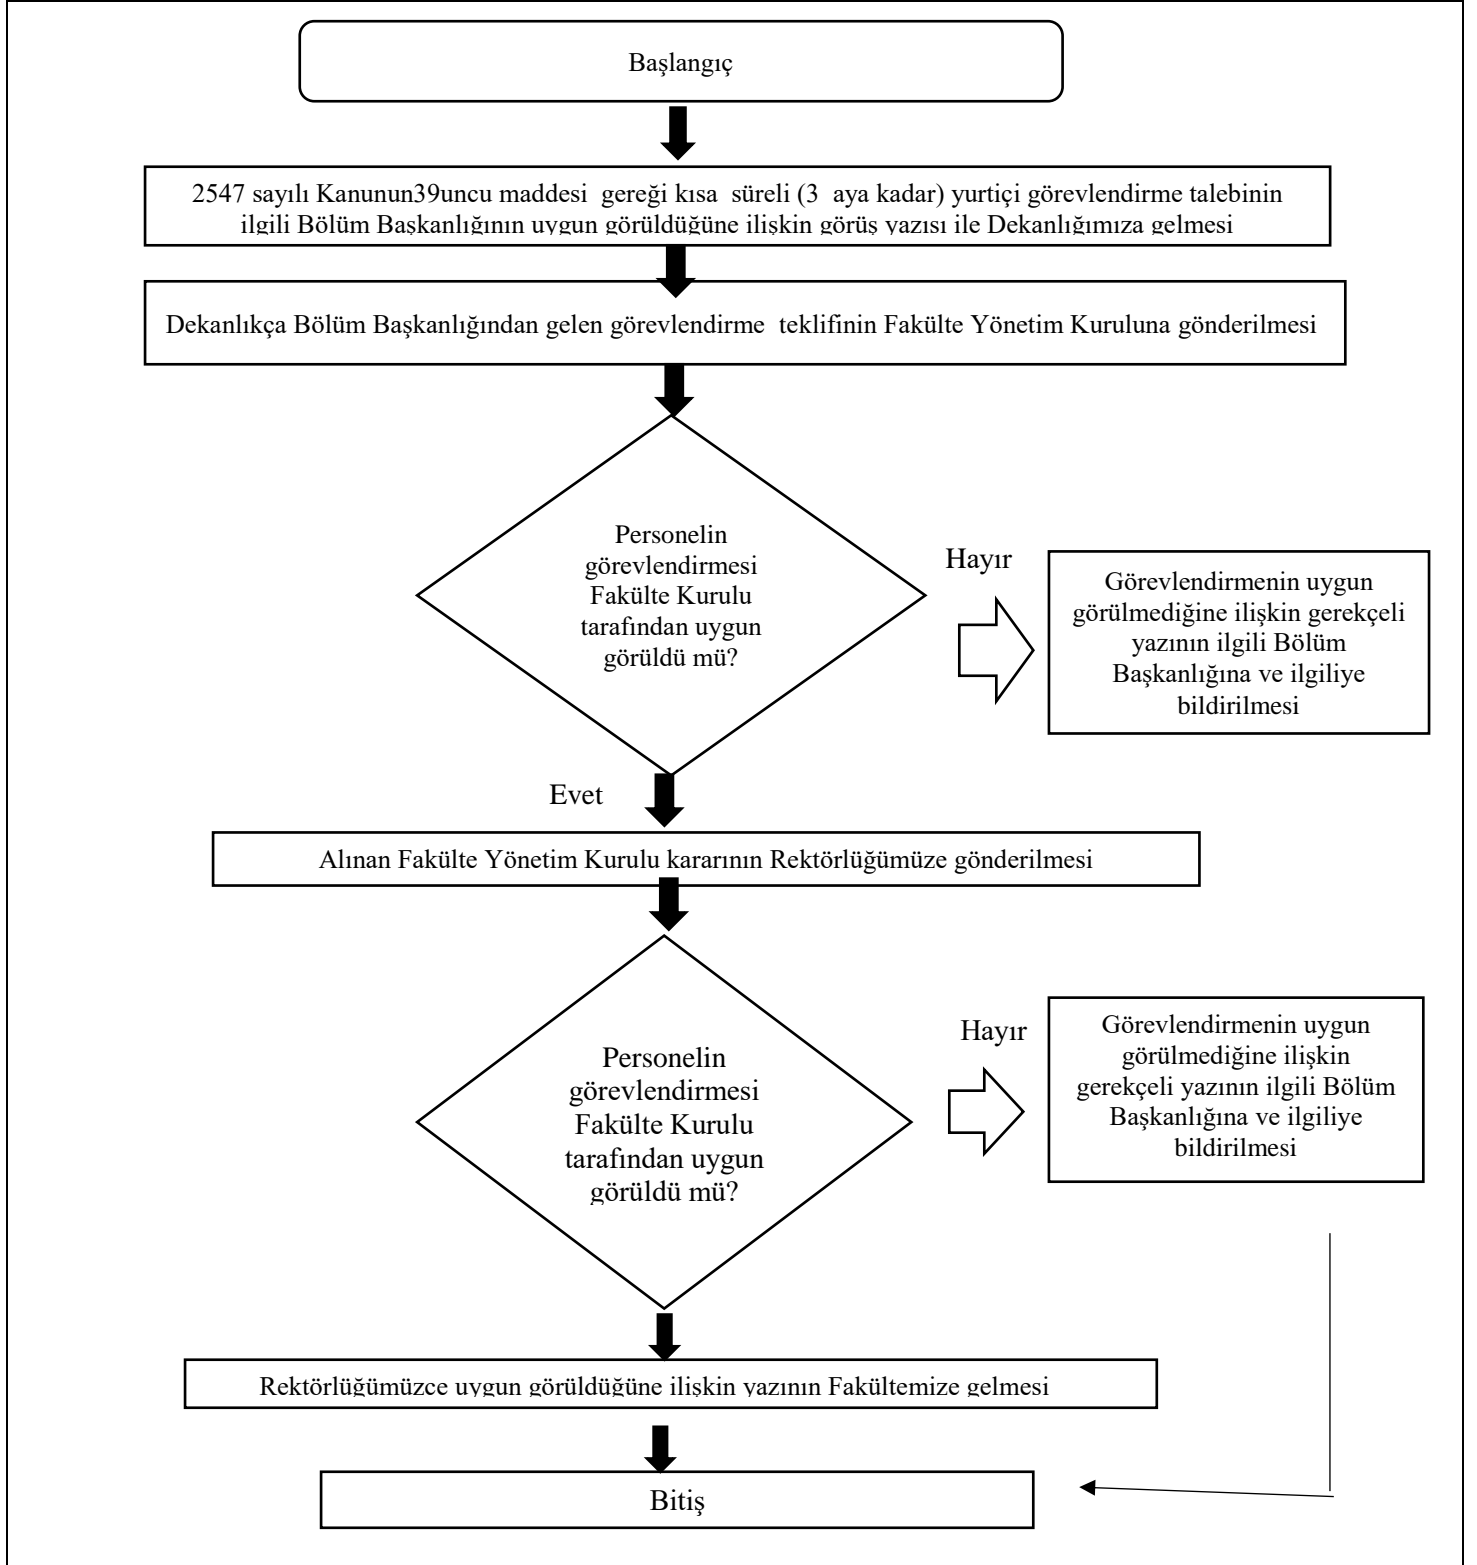 Başlangıç
2547 sayılı Kanunun39uncu maddesi gereği kısa süreli (3 aya kadar) yurtiçi görevlendirme talebinin
ilgili Bölüm Başkanlığının uygun görüldüğüne ilişkin görüş yazısı ile Dekanlığımıza gelmesi
Dekanlıkça Bölüm Başkanlığından gelen görevlendirme teklifinin Fakülte Yönetim Kuruluna gönderilmesi
Personelin
görevlendirmesi
Fakülte Kurulu
tarafından uygun
görüldü mü?
Hayır
Görevlendirmenin uygun
görülmediğine ilişkin gerekçeli
yazının ilgili Bölüm
Başkanlığına ve ilgiliye
bildirilmesi
Evet
Alınan Fakülte Yönetim Kurulu kararının Rektörlüğümüze gönderilmesi
Personelin
görevlendirmesi
Fakülte Kurulu
tarafından uygun
görüldü mü?
Hayır
Görevlendirmenin uygun
görülmediğine ilişkin
gerekçeli yazının ilgili Bölüm
Başkanlığına ve ilgiliye
bildirilmesi
Rektörlüğümüzce uygun görüldüğüne ilişkin yazının Fakültemize gelmesi
Bitiş